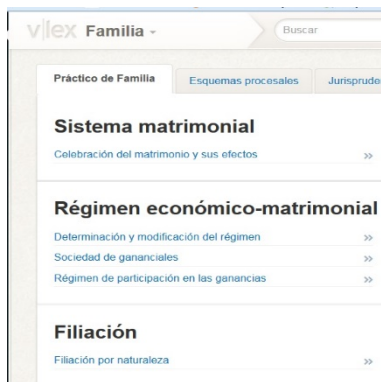 v|lex Familia
Buscar
Práctico de Familia
Esquemas procesales
Jurisprude
Sistema matrimonial
Celebración del matrimonio y sus efectos »
Régimen económico-matrimonial
Determinación y modificación del régimen »
Sociedad de gananciales »
Régimen de participación en las ganancias »
Filiación
Filiación por naturaleza »